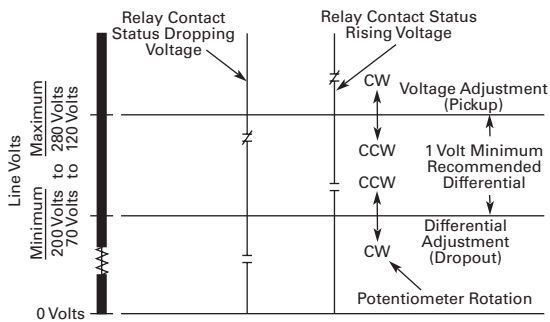 Relay Contact
Status Dropping
Voltage
Relay Contact Status
Rising Voltage
Line Volts
Minimum to Maximum
200 Volts to 280 Volts
70 Volts to 120 Volts
CW
CCW
CCW
CW
Voltage Adjustment
(Pickup)
1 Volt Minimum
Recommended
Differential
Differential
Adjustment
(Dropout)
Potentiometer Rotation
0 Volts